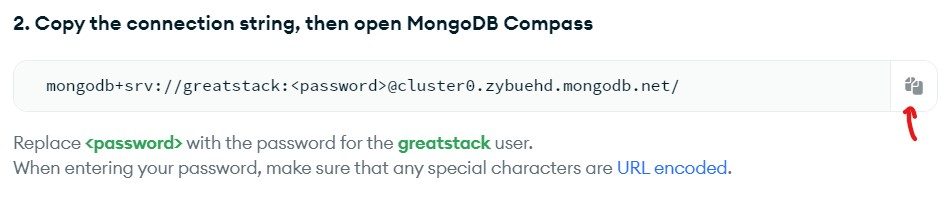 2. Copy the connection string, then open MongoDB Compass
mongodb+srv://greatstack:<password>@cluster0.zybuehd.mongodb.net/
Replace <password> with the password for the greatstack user.
When entering your password, make sure that any special characters are URL encoded.